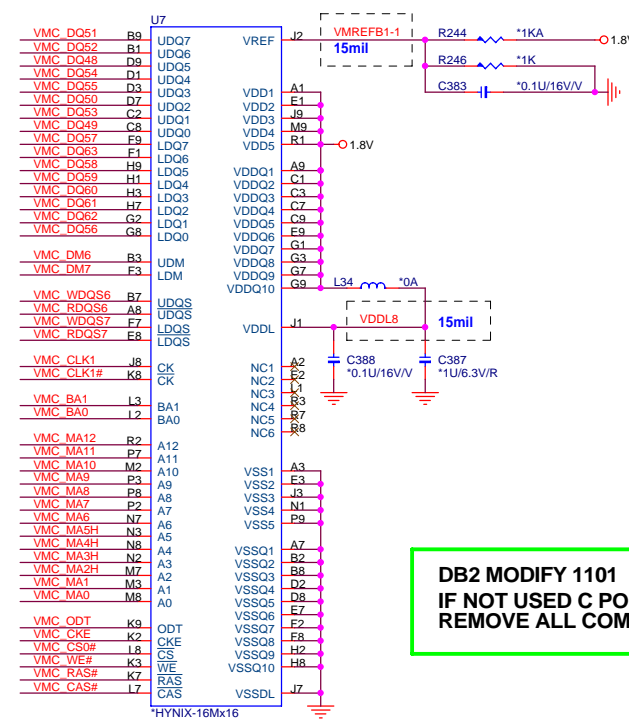 U7
VMC_DQ51 B9 UDQ7
VMC_DQ52 B1 UDQ6
VMC_DQ48 D9 UDQ5
VMC_DQ54 D1 UDQ4
VMC_DQ55 D3 UDQ3
VMC_DQ50 D7 UDQ2
VMC_DQ53 C2 UDQ1
VMC_DQ49 C8 UDQ0
VMC_DQ57 F9 LDQ7
VMC_DQ63 F1 LDQ6
VMC_DQ58 H9 LDQ5
VMC_DQ59 H1 LDQ4
VMC_DQ60 H3 LDQ3
VMC_DQ61 H7 LDQ2
VMC_DQ62 G2 LDQ1
VMC_DQ56 G8 LDQ0
VMC_DM6 B3 UDM
VMC_DM7 F3 LDM
VMC_WDQS6 B7 UDQS
VMC_RDQS6 A8 UDQS
VMC_WDQS7 F7 LDQS
VMC_RDQS7 E8 LDQS
VMC_CLK1 J8 CK
VMC_CLK1# K8 CK
VMC_BA1 L3 BA1
VMC_BA0 L2 BA0
VMC_MA12 R2 A12
VMC_MA11 P7 A11
VMC_MA10 M2 A10
VMC_MA9 P3 A9
VMC_MA8 P8 A8
VMC_MA7 P2 A7
VMC_MA6 N7 A6
VMC_MA5H N3 A5
VMC_MA4H N8 A4
VMC_MA3H N2 A3
VMC_MA2H M7 A2
VMC_MA1 M3 A1
VMC_MA0 M8 A0
VMC_ODT K9 ODT
VMC_CKE K2 CKE
VMC_CS0# L8 CS
VMC_WE# K3 WE
VMC_RAS# K7 RAS
VMC_CAS# L7 CAS
*HYNIX-16Mx16
VREF J2 VMREFB1-1
15mil
R244 *1KA 1.8V
R246 *1K
C383 *0.1U/16V/V
VDD1 A1
VDD2 E1
VDD3 J9
VDD4 M9
VDD5 R1 1.8V
VDDQ1 A9
VDDQ2 C1
VDDQ3 C3
VDDQ4 C7
VDDQ5 C9
VDDQ6 E9
VDDQ7 G1
VDDQ8 G3
VDDQ9 G7
VDDQ10 G9 L34 *0A
VDDL J1 VDDL8 15mil
C388
*0.1U/16V/V
C387
*1U/6.3V/R
NC1 A2
NC2 E2
NC3 L1
NC4 R3
NC5 R7
NC6 R8
VSS1 A3
VSS2 E3
VSS3 J3
VSS4 N1
VSS5 P9
VSSQ1 A7
VSSQ2 B2
VSSQ3 B8
VSSQ4 D2
VSSQ5 D8
VSSQ6 E7
VSSQ7 F2
VSSQ8 F8
VSSQ9 H2
VSSQ10 H8
VSSDL J7
DB2 MODIFY 1101
IF NOT USED C PO
REMOVE ALL COM